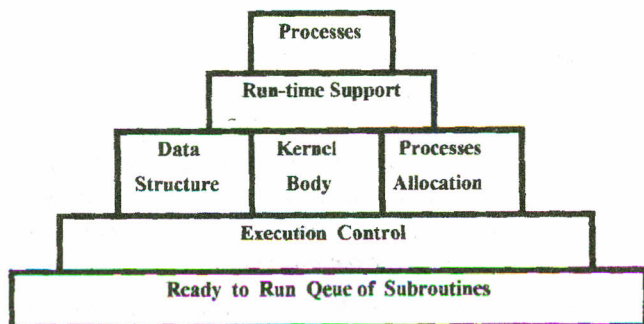 Processes
Run-time Support
Data Structure
Kernel Body
Processes Allocation
Execution Control
Ready to Run Qeue of Subroutines